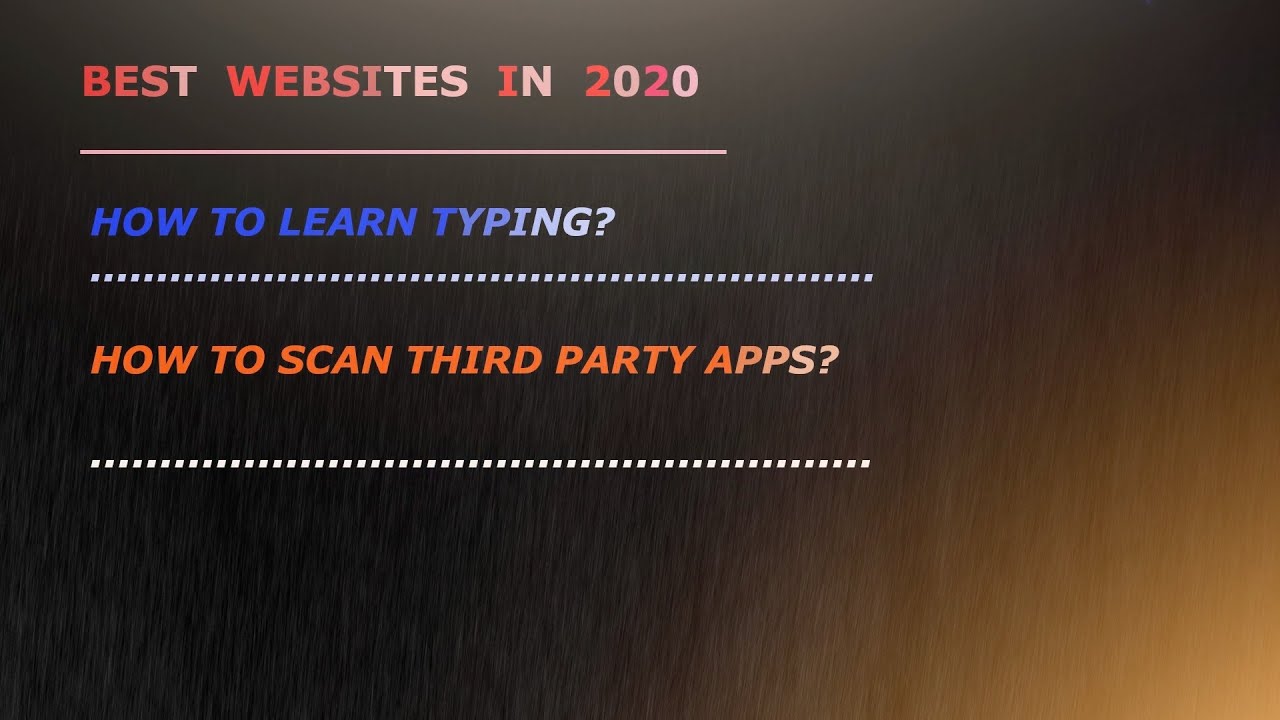 BEST WEBSITES IN 2020
HOW TO LEARN TYPING?
...........................................................
HOW TO SCAN THIRD PARTY APPS?
........................................................